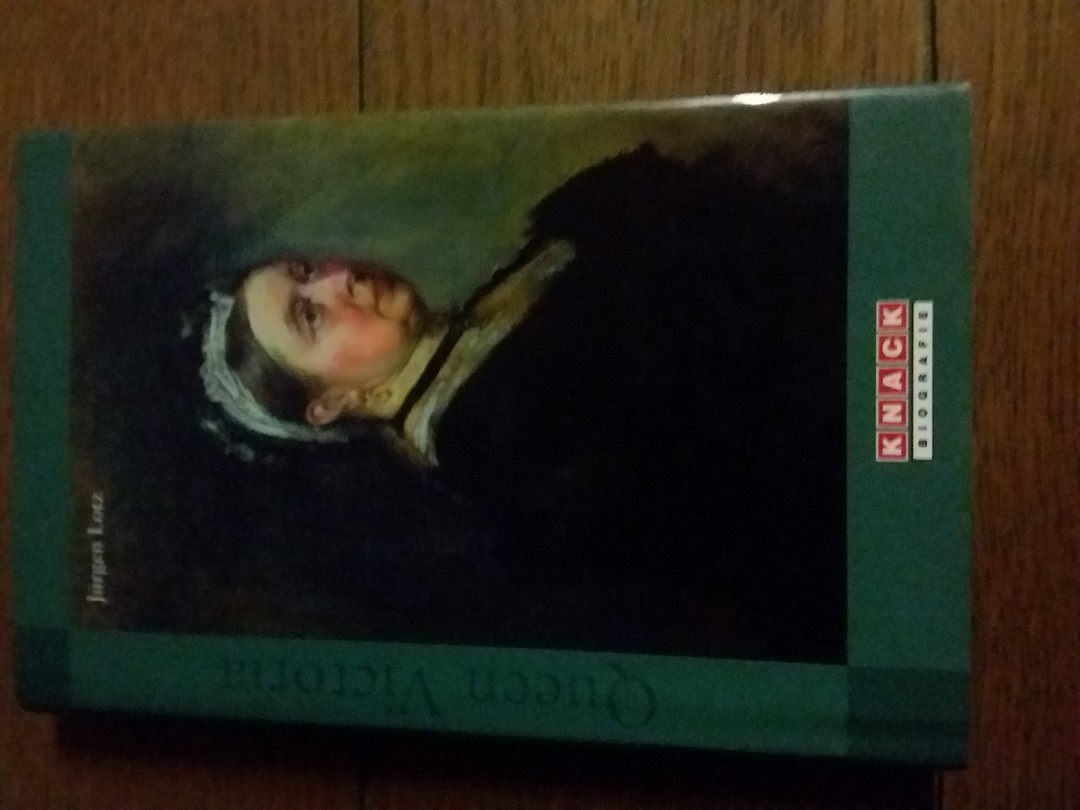 Jürgen Lotz
Queen Victoria
KNACK
BIOGRAFIE